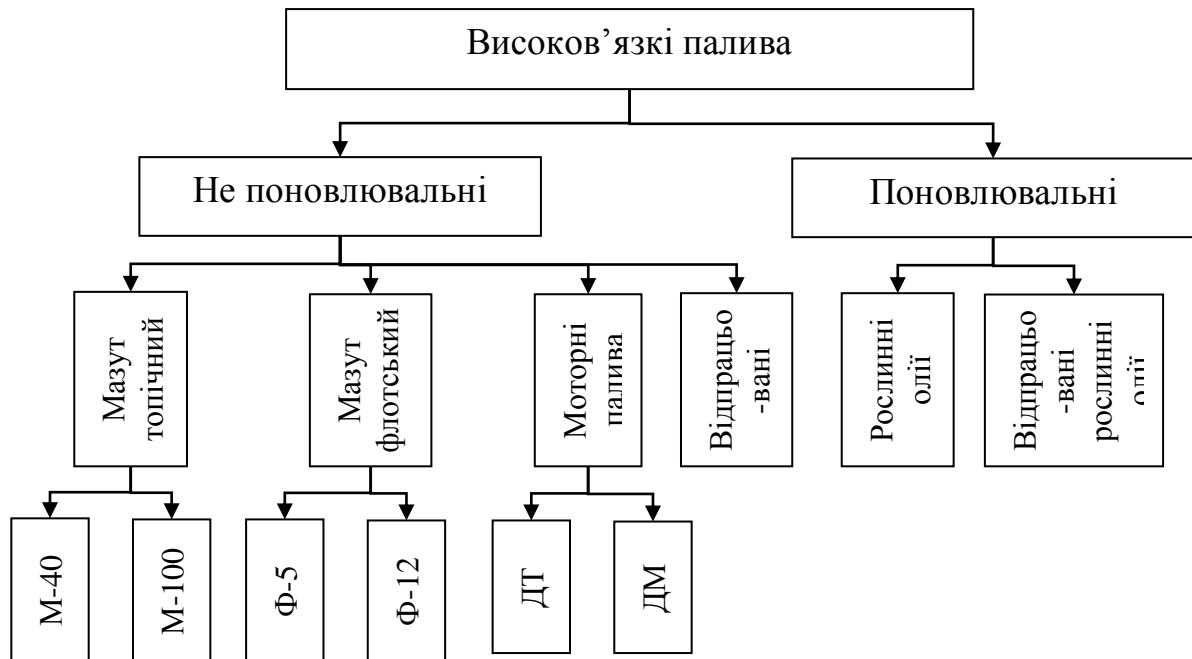 Високов’язкі палива
Не поновлювальні
Поновлювальні
Мазут
топічний
Мазут
флотський
Моторні
палива
Відпрацьо
-вані
Рослинні
олії
Відпрацьо
-вані
рослинні
олії
М-40
М-100
Ф-5
Ф-12
ДТ
ДМ